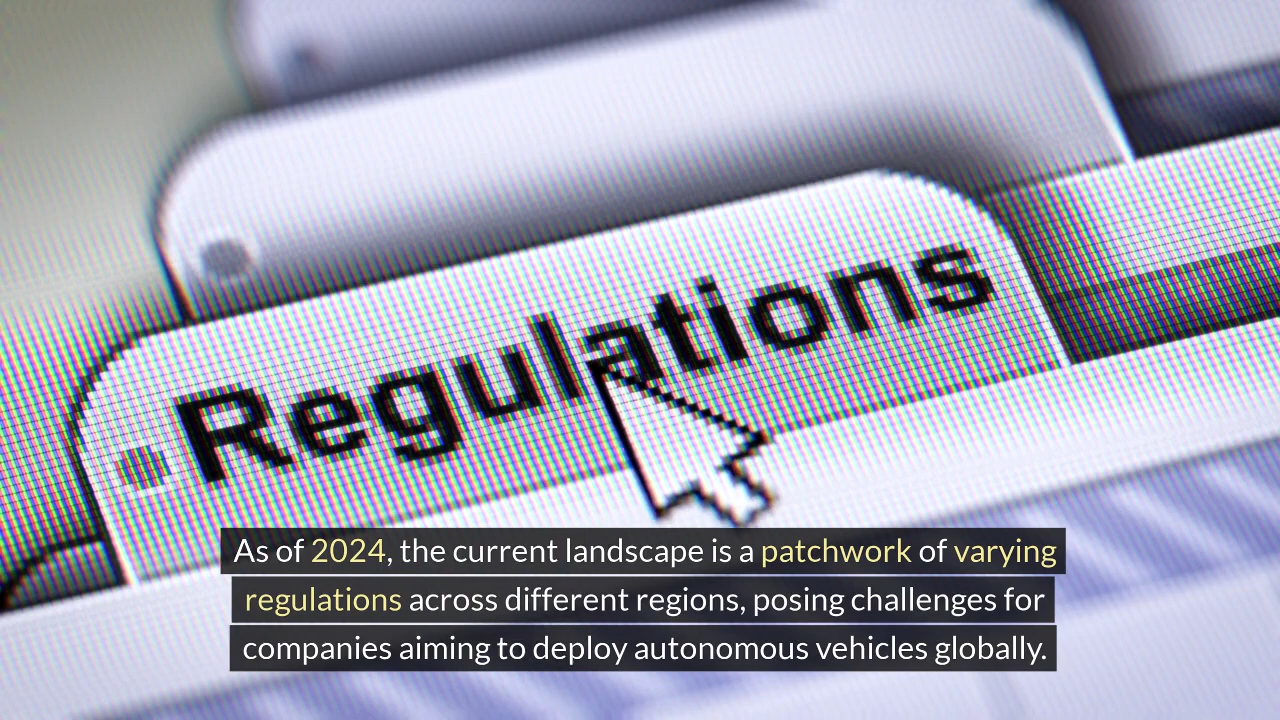 Regulations
As of 2024, the current landscape is a patchwork of varying
regulations across different regions, posing challenges for
companies aiming to deploy autonomous vehicles globally.